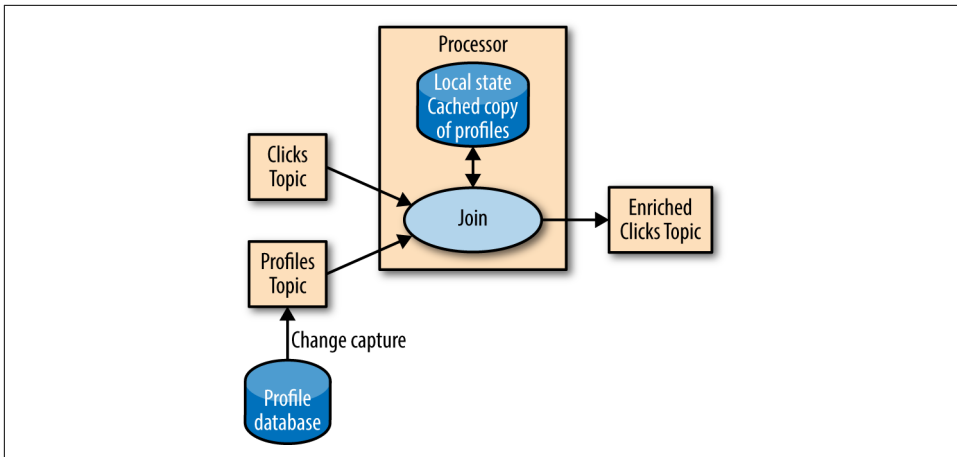 Processor
Local state
Cached copy
of profiles
Clicks
Topic
Join
Enriched
Clicks Topic
Profiles
Topic
Change capture
Profile
database